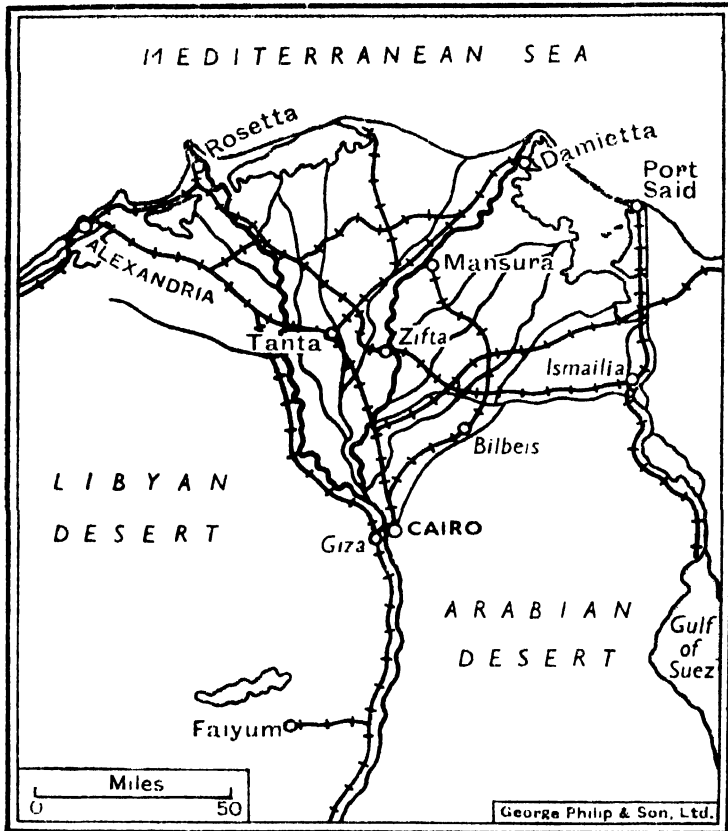 MEDITERRANEAN SEA
Rosetta
Damietta
Port
Said
ALEXANDRIA
Mansura
Tanta
Zifta
Ismailia
Bilbeis
LIBYAN
DESERT
Giza
CAIRO
ARABIAN
DESERT
Gulf
of
Suez
Faiyum
Miles
0 50
George Philip & Son, Ltd.